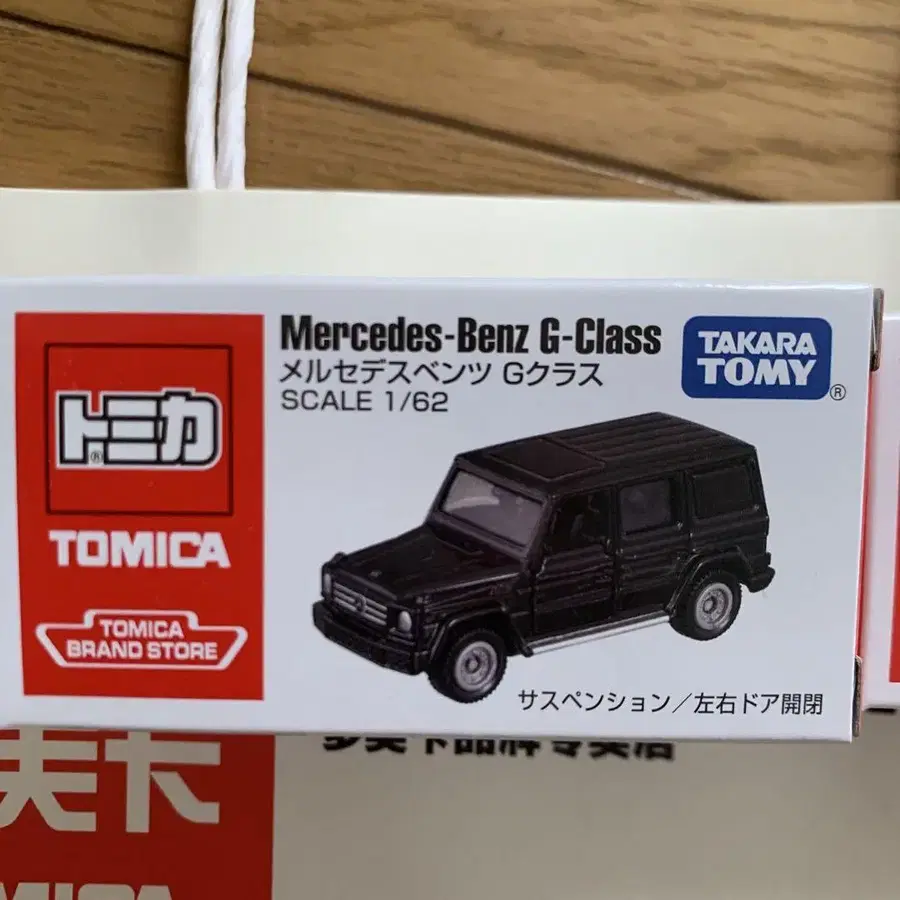 トミカ
TOMICA
TOMICA
BRAND STORE
Mercedes-Benz G-Class
メルセデスベンツ Gクラス
SCALE 1/62
TAKARA
TOMY
®
サスペンション/左右ドア開閉
卡
TOMICA